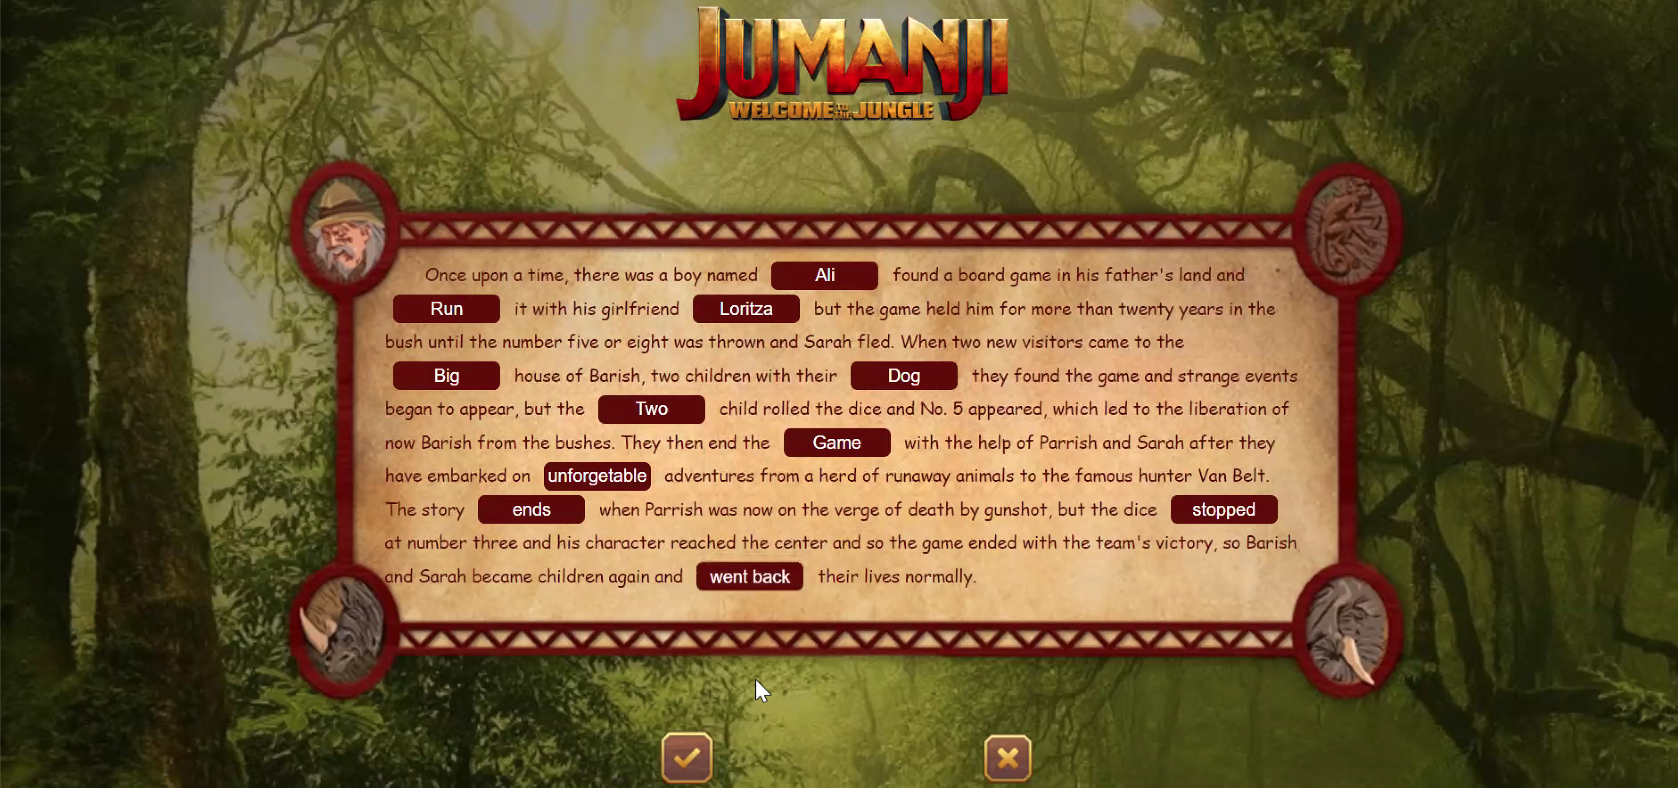 JUMANJI
WELCOME TO THE JUNGLE
Once upon a time, there was a boy named Ali found a board game in his father's land and
Run it with his girlfriend Loritza but the game held him for more than twenty years in the
bush until the number five or eight was thrown and Sarah fled. When two new visitors came to the
Big house of Barish, two children with their Dog they found the game and strange events
began to appear, but the Two child rolled the dice and No. 5 appeared, which led to the liberation of
now Barish from the bushes. They then end the Game with the help of Parrish and Sarah after they
have embarked on unforgetable adventures from a herd of runaway animals to the famous hunter Van Belt.
The story ends when Parrish was now on the verge of death by gunshot, but the dice stopped
at number three and his character reached the center and so the game ended with the team's victory, so Barish
and Sarah became children again and went back their lives normally.